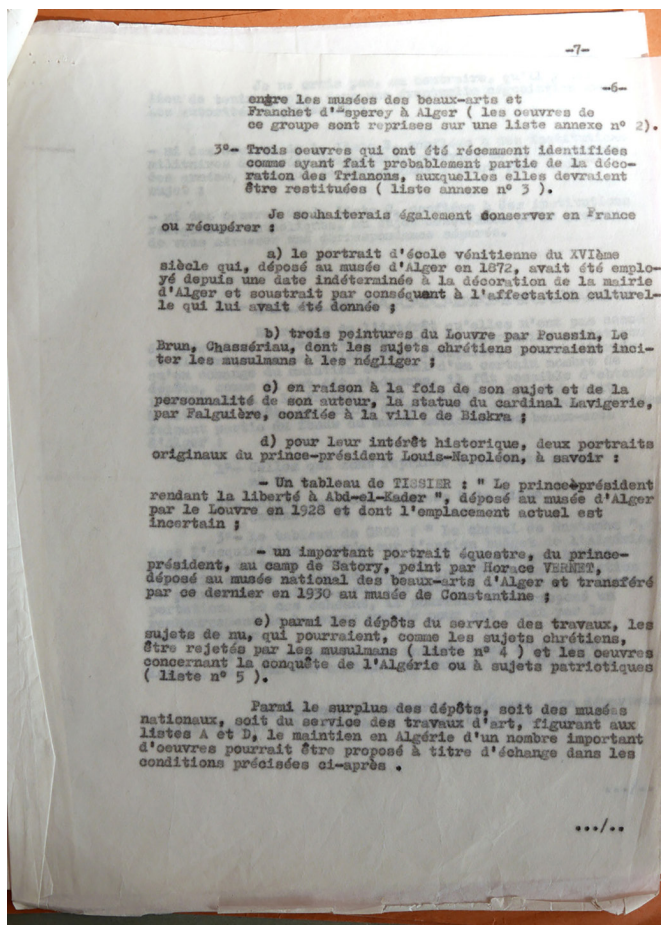 -7-
-6-
entre les musées des beaux-arts et
Franchet d'Esperey à Alger ( les oeuvres de
ce groupe sont reprises sur une liste annexe n° 2).
3°- Trois oeuvres qui ont été récemment identifiées
comme ayant fait probablement partie de la déco-
ration des Trianons, auxquelles elles devraient
être restituées ( liste annexe n° 3 ).
Je souhaiterais également conserver en France
ou récupérer :
a) le portrait d'école vénitienne du XVIème
siècle qui, déposé au musée d'Alger en 1872, avait été emplo-
yé depuis une date indéterminée à la décoration de la mairie
d'Alger et soustrait par conséquent à l'affectation culturel-
le qui lui avait été donnée ;
b) trois peintures du Louvre par Poussin, Le
Brun, Chassériau, dont les sujets chrétiens pourraient inci-
ter les musulmans à les négliger ;
c) en raison à la fois de son sujet et de la
personnalité de son auteur, la statue du cardinal Lavigerie,
par Falguière, confiée à la ville de Biskra ;
d) pour leur intérêt historique, deux portraits
originaux du prince-président Louis-Napoléon, à savoir :
- Un tableau de TISSIER : " Le prince-président
rendant la liberté à Abd-el-Kader ", déposé au musée d'Alger
par le Louvre en 1928 et dont l'emplacement actuel est
incertain ;
- un important portrait équestre, du prince-
président, au camp de Satory, peint par Horace VERNET,
déposé au musée national des beaux-arts d'Alger et transféré
par ce dernier en 1930 au musée de Constantine ;
e) parmi les dépôts du service des travaux, les
sujets de nu, qui pourraient, comme les sujets chrétiens,
être rejetés par les musulmans ( liste n° 4 ) et les oeuvres
concernant la conquête de l'Algérie ou à sujets patriotiques
( liste n° 5 ).
Parmi le surplus des dépôts, soit des musées
nationaux, soit du service des travaux d'art, figurant aux
listes A et D, le maintien en Algérie d'un nombre important
d'oeuvres pourrait être proposé à titre d'échange dans les
conditions précisées ci-après .
.../..